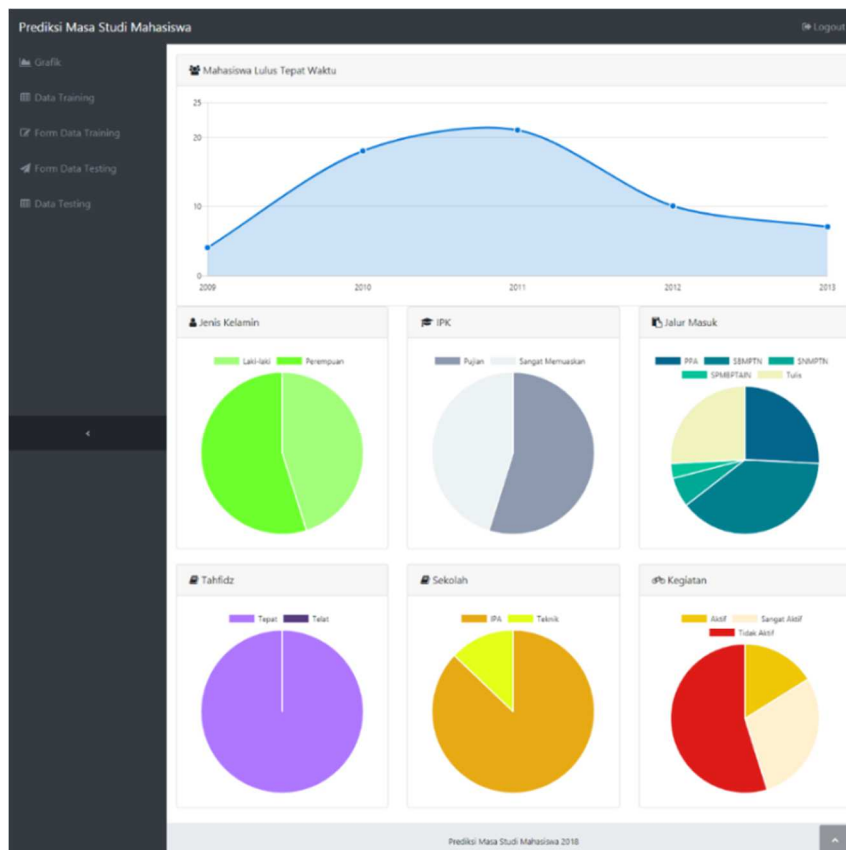 Prediksi Masa Studi Mahasiswa
Logout
Grafik
Data Training
Form Data Training
Form Data Testing
Data Testing
Mahasiswa Lulus Tepat Waktu
25
20
10
0
2009 2010 2011 2012 2013
Jenis Kelamin
Laki-laki Perempuan
IPK
Pujian Sangat Memuaskan
Jalur Masuk
PPA SBMPTN SNMPTN
SPMBPTAIN Tulis
Tahfidz
Tepat Telat
Sekolah
IPA Teknik
Kegiatan
Aktif Sangat Aktif
Tidak Aktif
Prediksi Masa Studi Mahasiswa 2018